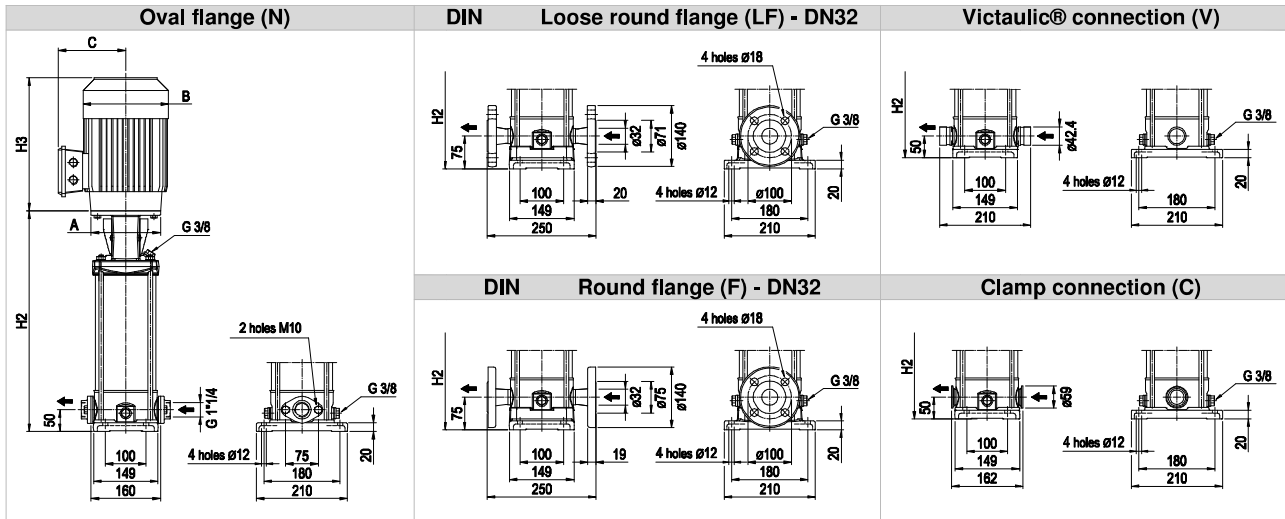 Oval flange (N)
C
B
H3
A
G 3/8
H2
2 holes M10
G 1"1/4
G 3/8
50
20
100
4 holes Ø12
75
149
180
160
210
DIN Loose round flange (LF) - DN32
4 holes Ø18
H2
G 3/8
75
ø32
ø71
ø140
20
100
20
4 holes Ø12
ø100
149
180
250
210
DIN Round flange (F) - DN32
4 holes Ø18
H2
G 3/8
75
ø32
ø75
ø140
20
100
19
4 holes Ø12
ø100
149
180
250
210
Victaulic® connection (V)
H2
G 3/8
50
ø42.4
20
100
4 holes Ø12
149
180
210
210
Clamp connection (C)
H2
G 3/8
50
ø59
20
100
4 holes Ø12
149
180
162
210